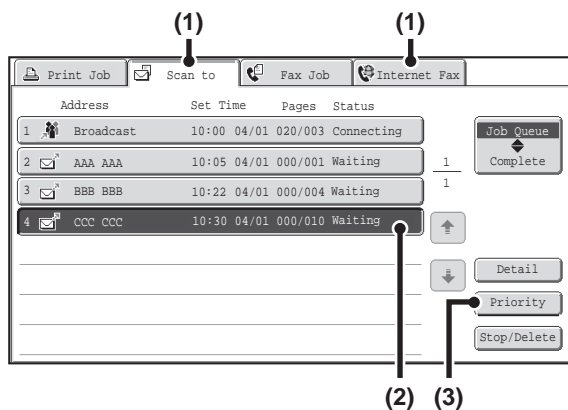 (1) (1)
Print Job Scan to Fax Job Internet Fax
Address Set Time Pages Status
1 Broadcast 10:00 04/01 020/003 Connecting
Job Queue
Complete
2 AAA AAA 10:05 04/01 000/001 Waiting
1
1
3 BBB BBB 10:22 04/01 000/004 Waiting
4 CCC CCC 10:30 04/01 000/010 Waiting
Detail
Priority
Stop/Delete
(2) (3)